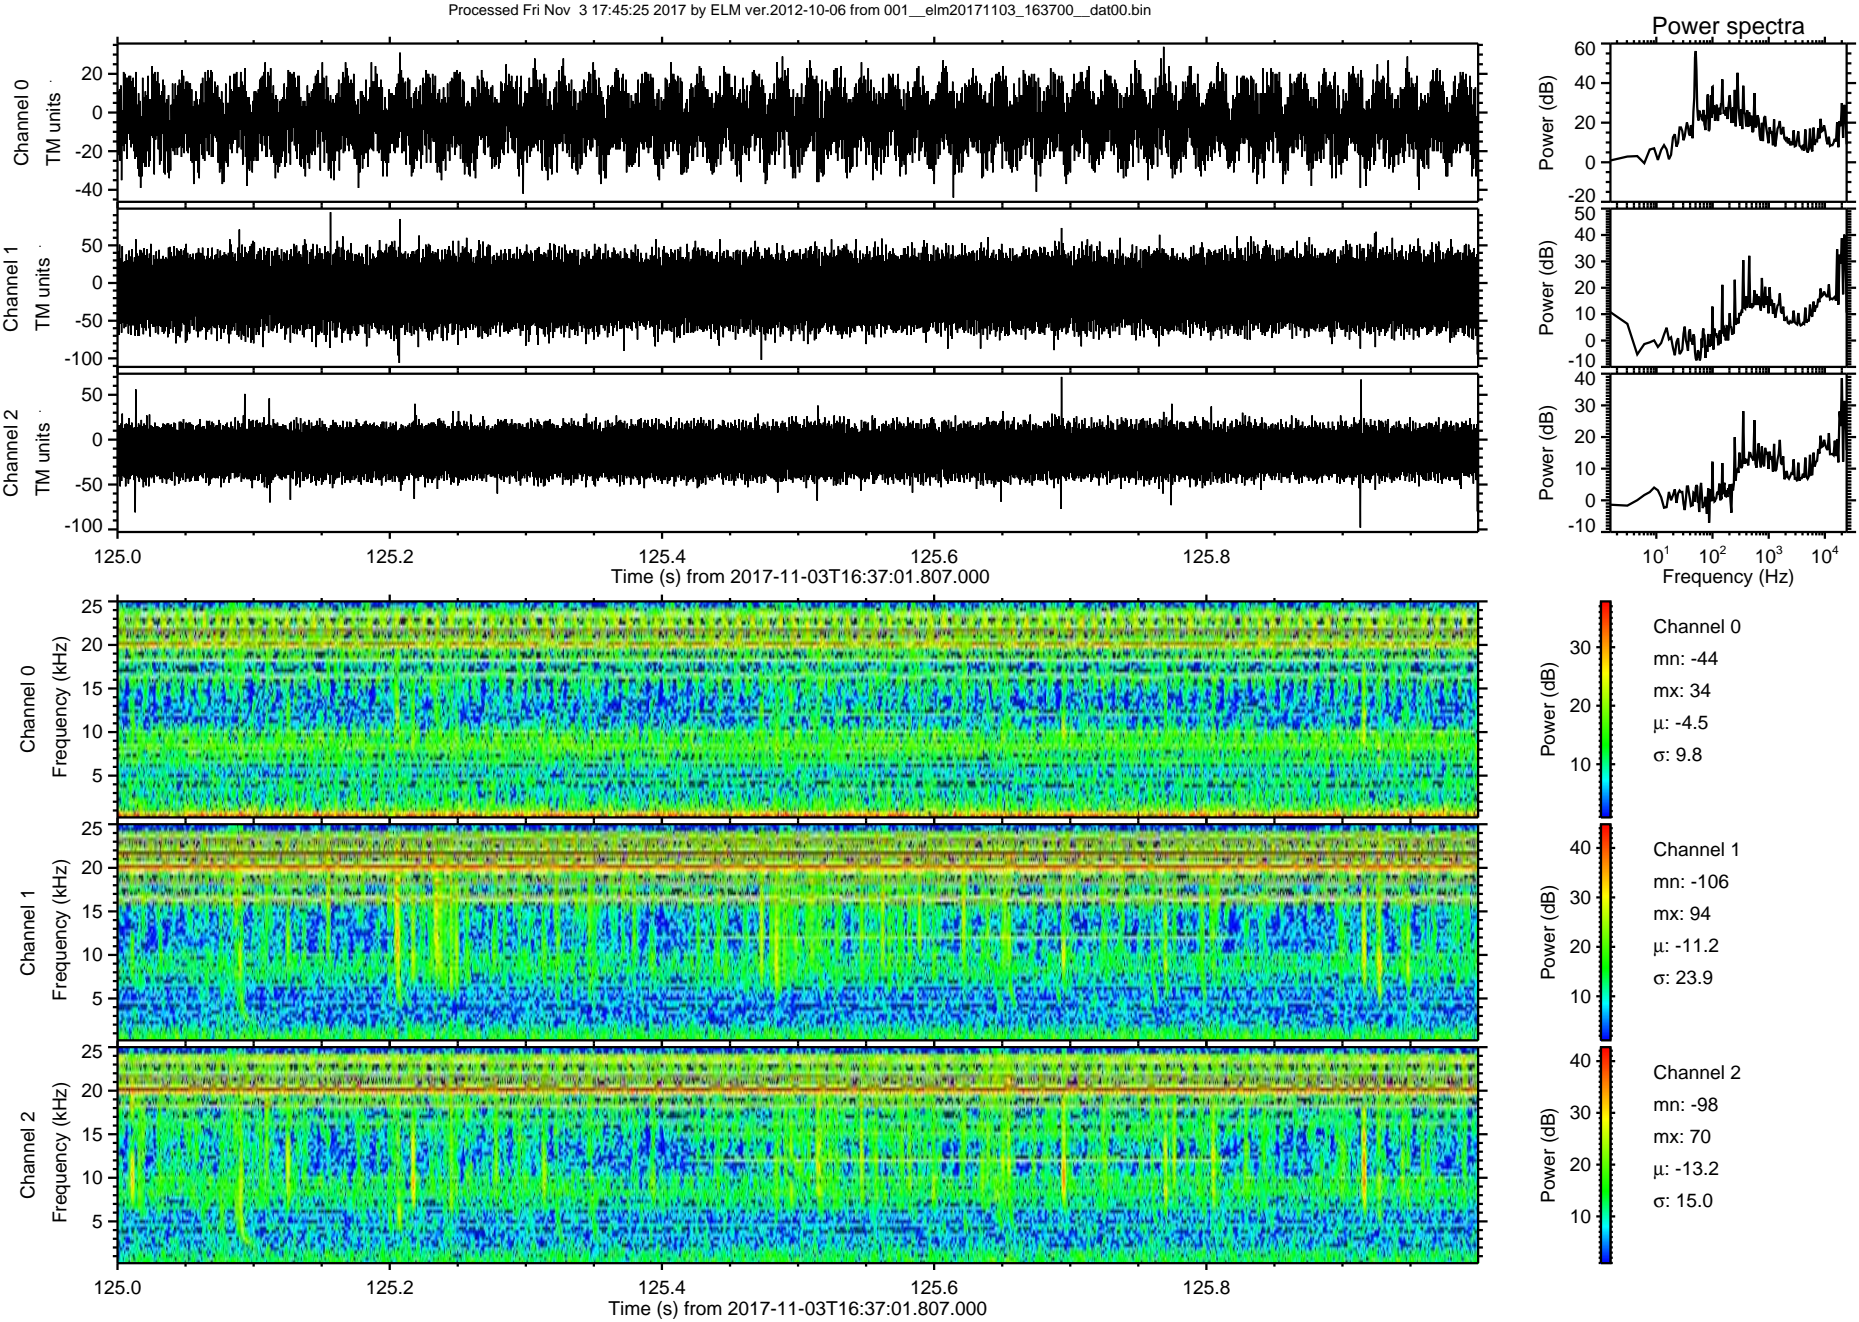 Processed Fri Nov  3 17:45:25 2017 by ELM ver.2012-10-06 from 001__elm20171103_163700__dat00.bin
Power spectra
Channel 0
TM units
20
0
-20
-40
Power (dB)
60
40
20
0
-20
Channel 1
TM units
50
0
-50
-100
Power (dB)
50
40
30
20
10
0
-10
Channel 2
TM units
50
0
-50
-100
Power (dB)
40
30
20
10
0
-10
125.0 125.2 125.4 125.6 125.8
Time (s) from 2017-11-03T16:37:01.807.000
10^1 10^2 10^3 10^4
Frequency (Hz)
Channel 0
Frequency (kHz)
25
20
15
10
5
Power (dB)
30
20
10
Channel 0
mn: -44
mx: 34
μ: -4.5
σ: 9.8
Channel 1
Frequency (kHz)
25
20
15
10
5
Power (dB)
40
30
20
10
Channel 1
mn: -106
mx: 94
μ: -11.2
σ: 23.9
Channel 2
Frequency (kHz)
25
20
15
10
5
Power (dB)
40
30
20
10
Channel 2
mn: -98
mx: 70
μ: -13.2
σ: 15.0
125.0 125.2 125.4 125.6 125.8
Time (s) from 2017-11-03T16:37:01.807.000